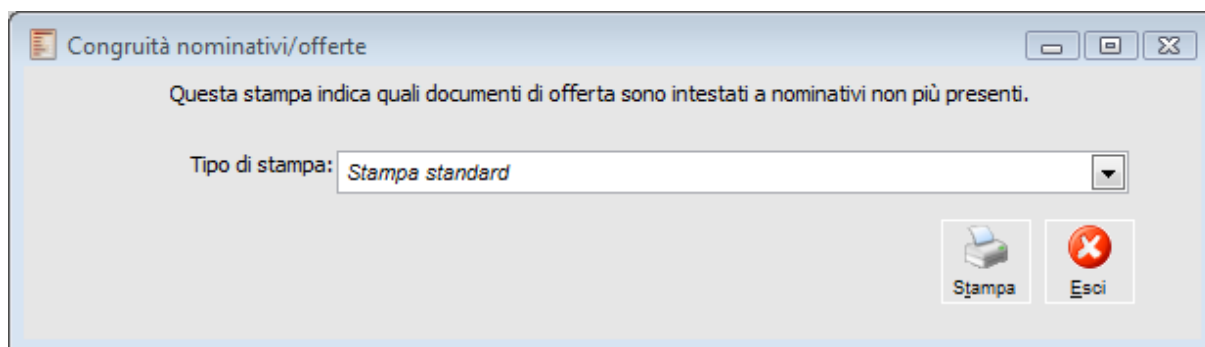 Congruità nominativi/offerte
Questa stampa indica quali documenti di offerta sono intestati a nominativi non più presenti.
Tipo di stampa: Stampa standard
Stampa Esci